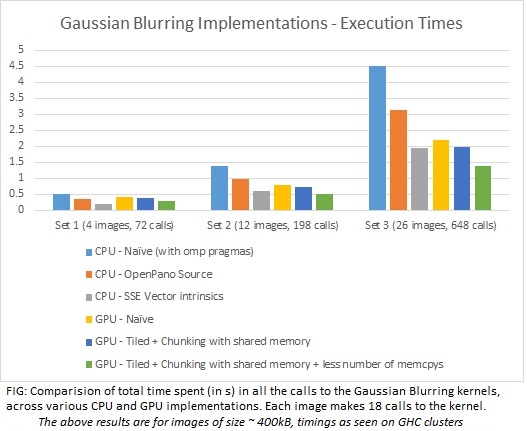 Gaussian Blurring Implementations - Execution Times
5
4.5
4
3.5
3
2.5
2
1.5
1
0.5
0
Set 1 (4 images, 72 calls) Set 2 (12 images, 198 calls) Set 3 (26 images, 648 calls)
CPU - Naïve (with omp pragmas)
CPU - OpenPano Source
CPU - SSE Vector intrinsics
GPU - Naïve
GPU - Tiled + Chunking with shared memory
GPU - Tiled + Chunking with shared memory + less number of memcpys
FIG: Comparision of total time spent (in s) in all the calls to the Gaussian Blurring kernels,
across various CPU and GPU implementations. Each image makes 18 calls to the kernel.
The above results are for images of size ~ 400kB, timings as seen on GHC clusters